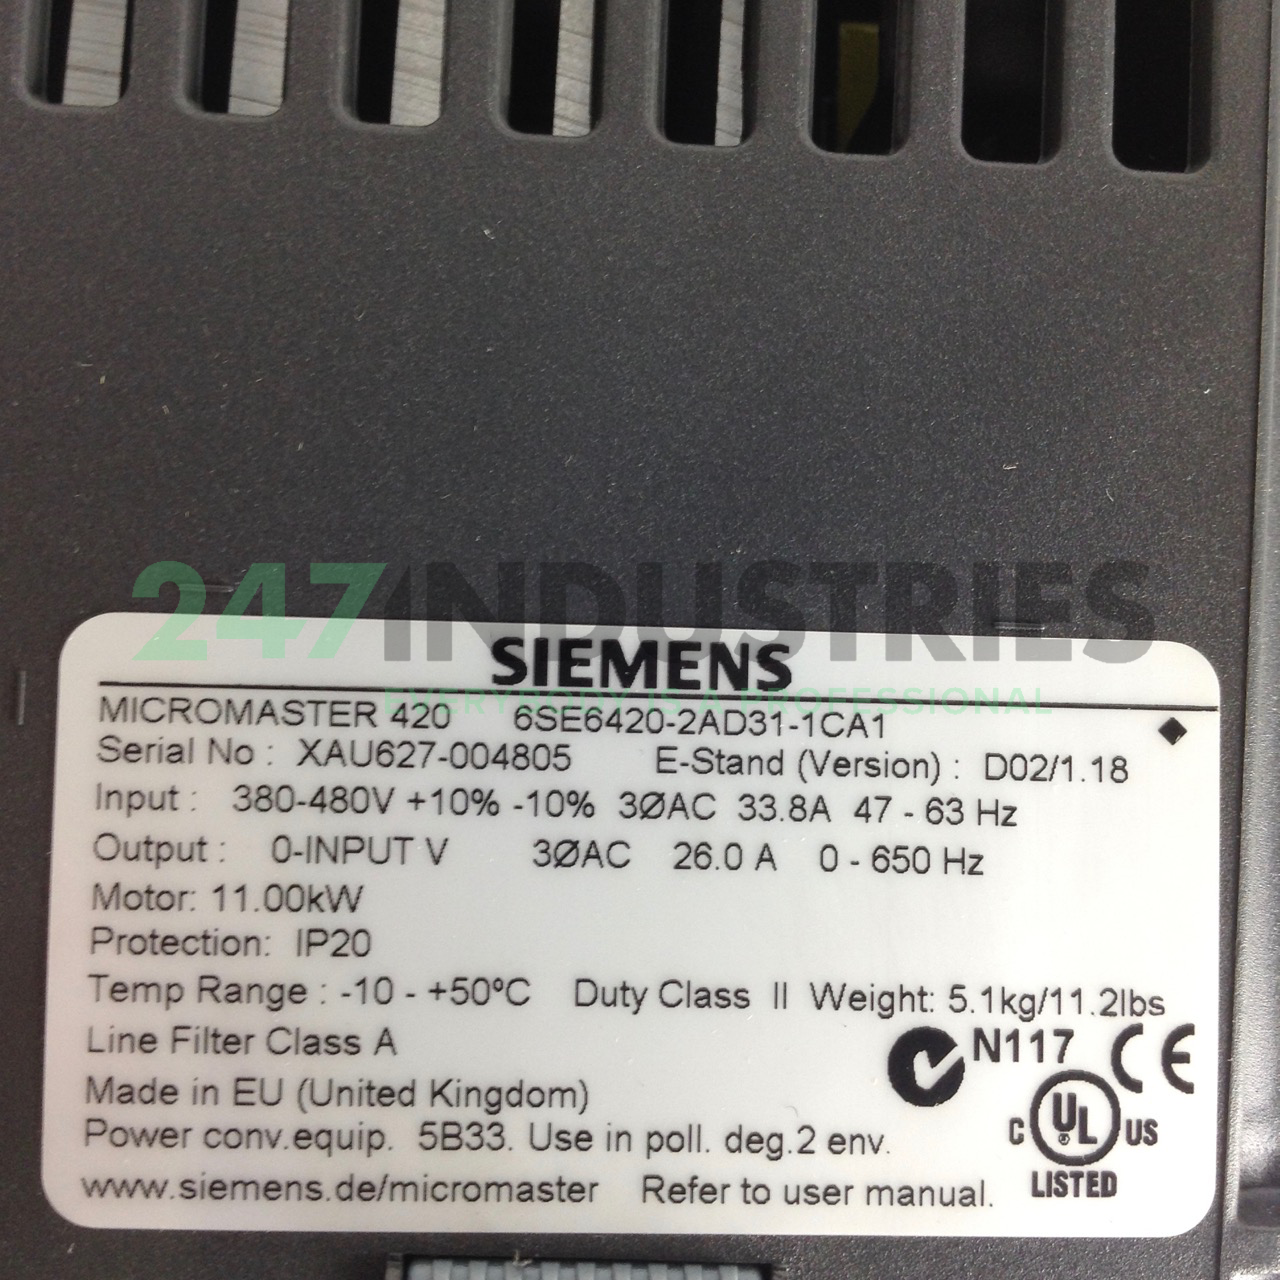 247INDUSTRIES
EVERYBODY IS A PROFESSIONAL
SIEMENS
MICROMASTER 420 6SE6420-2AD31-1CA1
Serial No : XAU627-004805 E-Stand (Version) : D02/1.18
Input : 380-480V +10% -10% 3ØAC 33.8A 47 - 63 Hz
Output : 0-INPUT V 3ØAC 26.0 A 0 - 650 Hz
Motor: 11.00kW
Protection: IP20
Temp Range : -10 - +50ºC Duty Class II Weight: 5.1kg/11.2lbs
Line Filter Class A
N117 CE
Made in EU (United Kingdom)
Power conv.equip. 5B33. Use in poll. deg.2 env.
C UL ® US
LISTED
www.siemens.de/micromaster Refer to user manual.